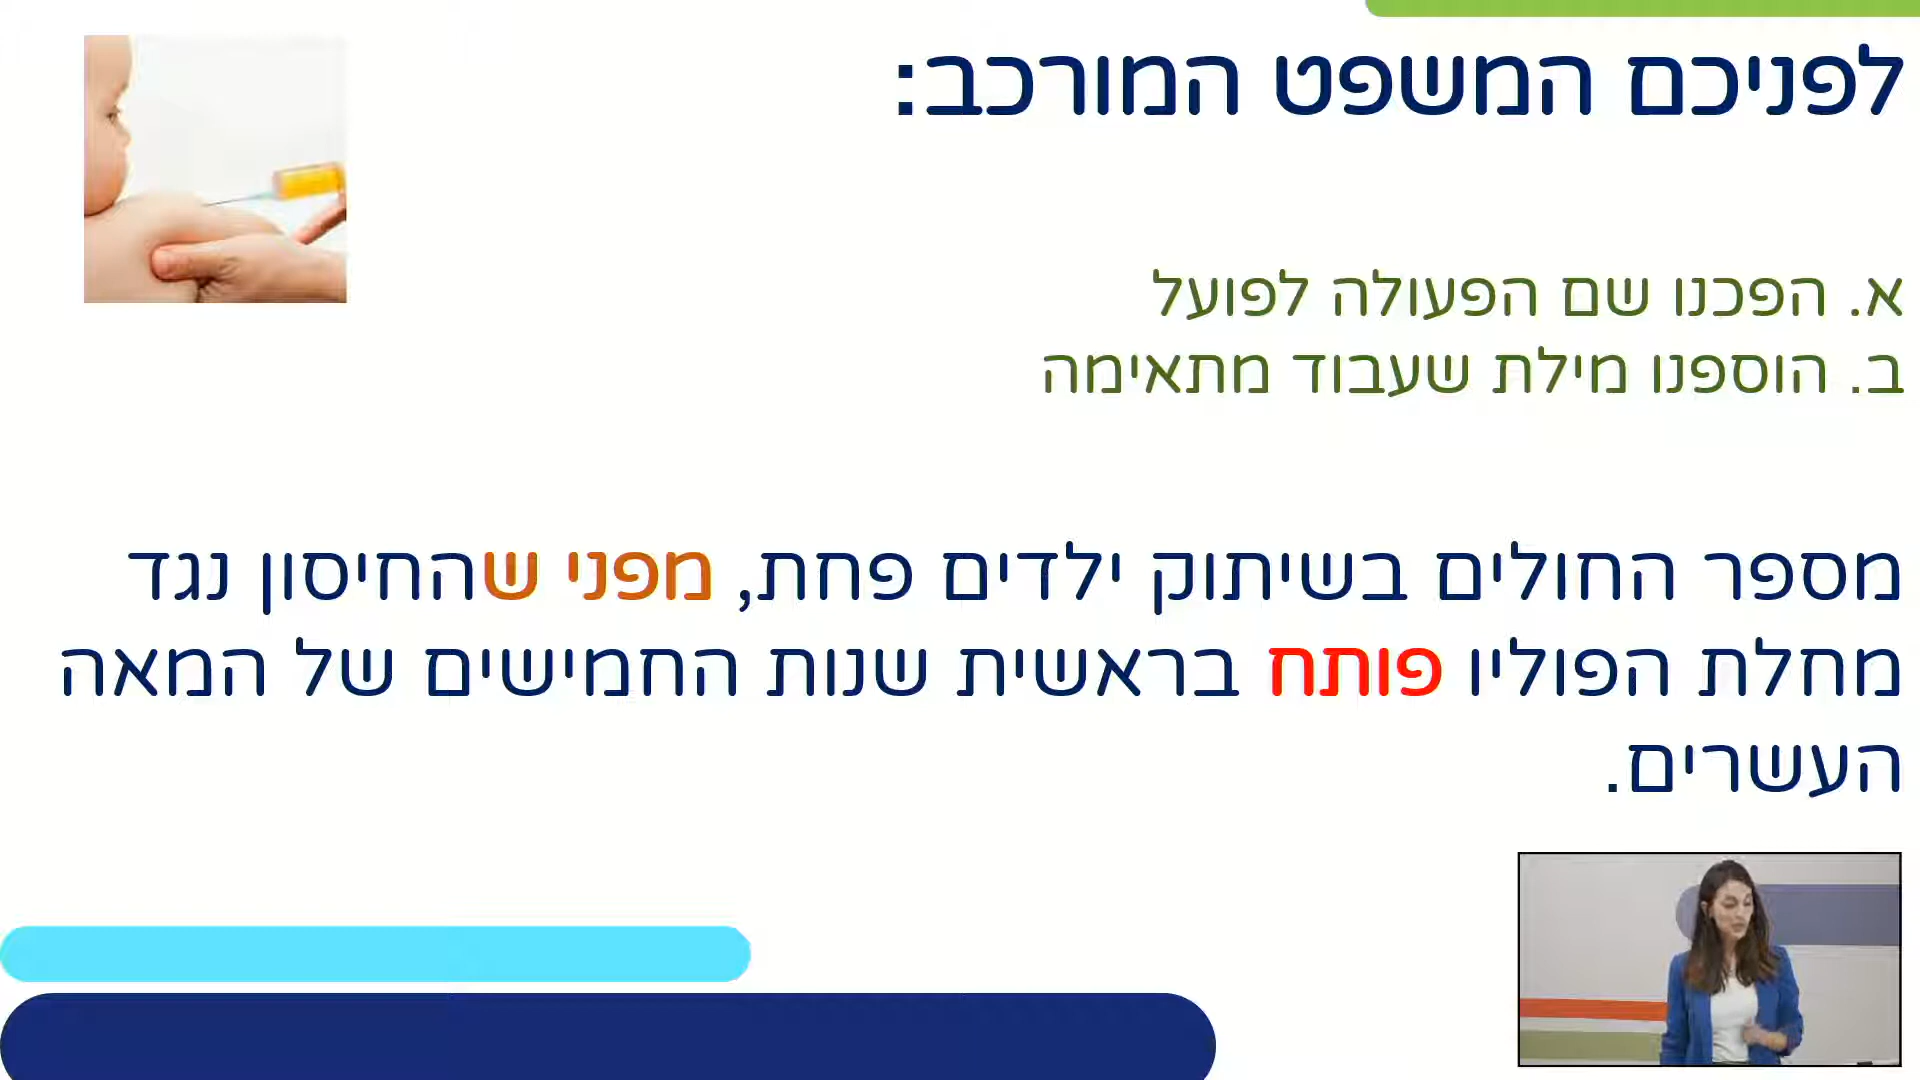 לפניכם המשפט המורכב:
א. הפכנו שם הפעולה לפועל
ב. הוספנו מילת שעבוד מתאימה
מספר החולים בשיתוק ילדים פחת, מפני שהחיסון נגד
מחלת הפוליו פותח בראשית שנות החמישים של המאה
העשרים.